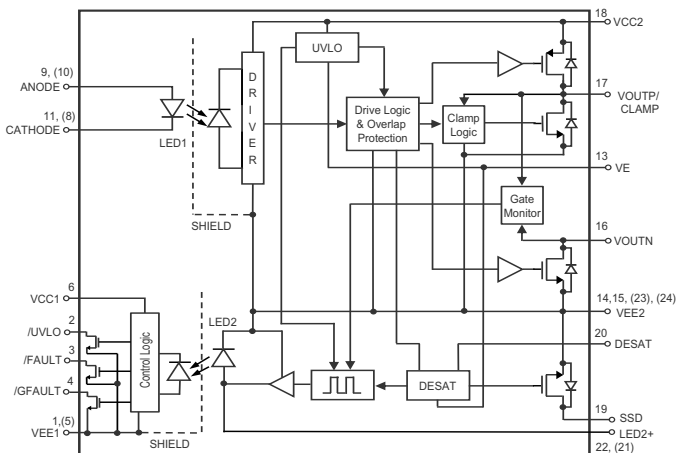 18
VCC2
UVLO
9, (10)
ANODE
DRIVER
17
VOUTP/
CLAMP
Drive Logic
& Overlap
Protection
Clamp
Logic
11, (8)
CATHODE
LED1
13
VE
Gate
Monitor
SHIELD
16
VOUTN
6
VCC1
14,15, (23), (24)
VEE2
2
/UVLO
LED2
20
DESAT
3
/FAULT
Control Logic
4
/GFAULT
DESAT
19
SSD
1,(5)
VEE1
SHIELD
LED2+
22, (21)